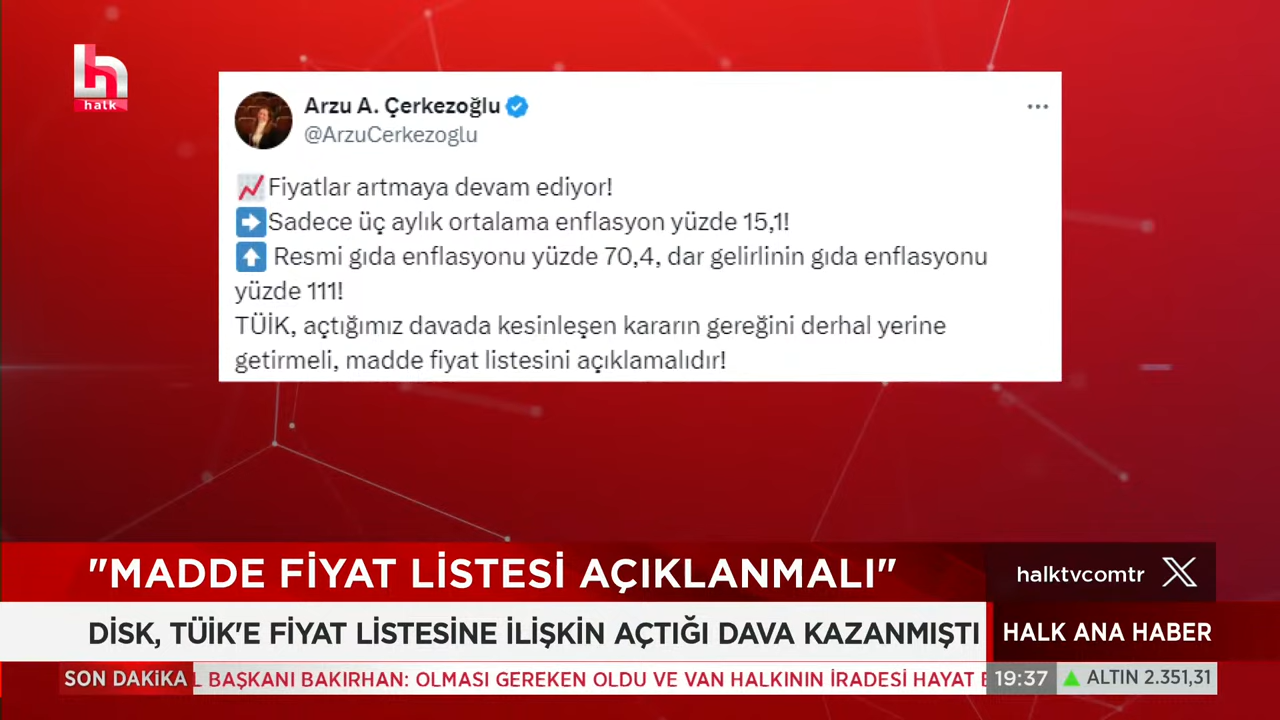 halk
Arzu A. Çerkezoğlu
@ArzuCerkezoglu
Fiyatlar artmaya devam ediyor!
Sadece üç aylık ortalama enflasyon yüzde 15,1!
Resmi gıda enflasyonu yüzde 70,4, dar gelirlinin gıda enflasyonu
yüzde 111!
TÜİK, açtığımız davada kesinleşen kararın gereğini derhal yerine
getirmeli, madde fiyat listesini açıklamalıdır!
"MADDE FİYAT LİSTESİ AÇIKLANMALI"
halktvcomtr X
DİSK, TÜİK'E FİYAT LİSTESİNE İLİŞKİN AÇTIĞI DAVA KAZANMIŞTI
HALK ANA HABER
SON DAKİKA L BAŞKANI BAKIRHAN: OLMASI GEREKEN OLDU VE VAN HALKININ İRADESİ HAYAT 19:37 ALTIN 2.351,31